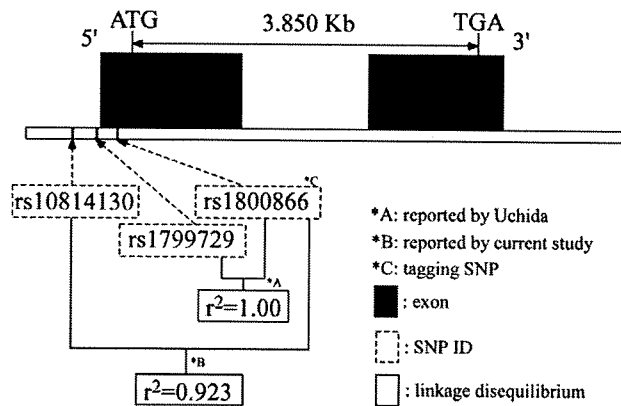 ATG
3.850 Kb
TGA
5'
3'
*C
rs10814130
rs1800866
rs1799729
*A
r²=1.00
*B
r²=0.923
*A: reported by Uchida
*B: reported by current study
*C: tagging SNP
: exon
: SNP ID
: linkage disequilibrium